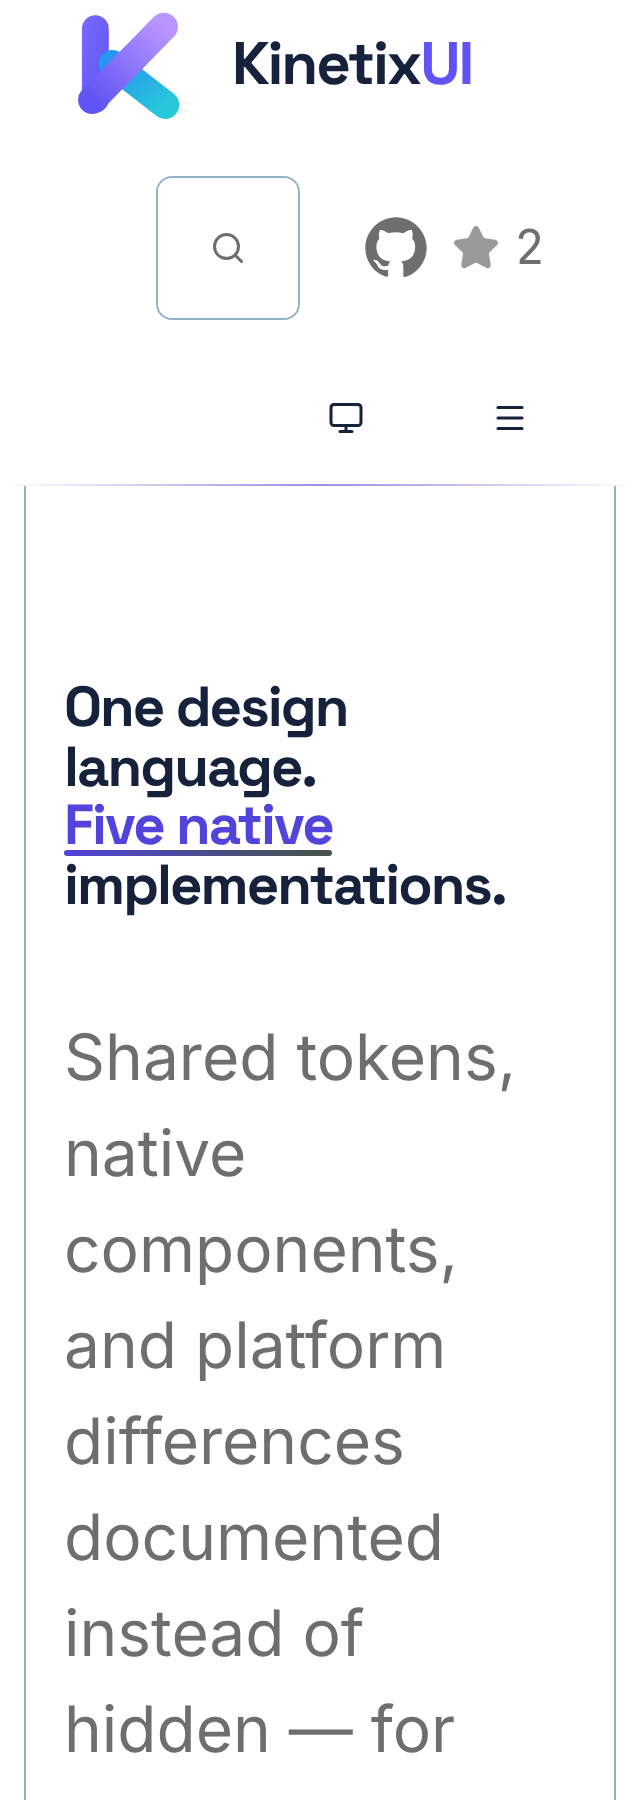 KinetixUI
2
One design
language.
Five native
implementations.
Shared tokens,
native
components,
and platform
differences
documented
instead of
hidden — for